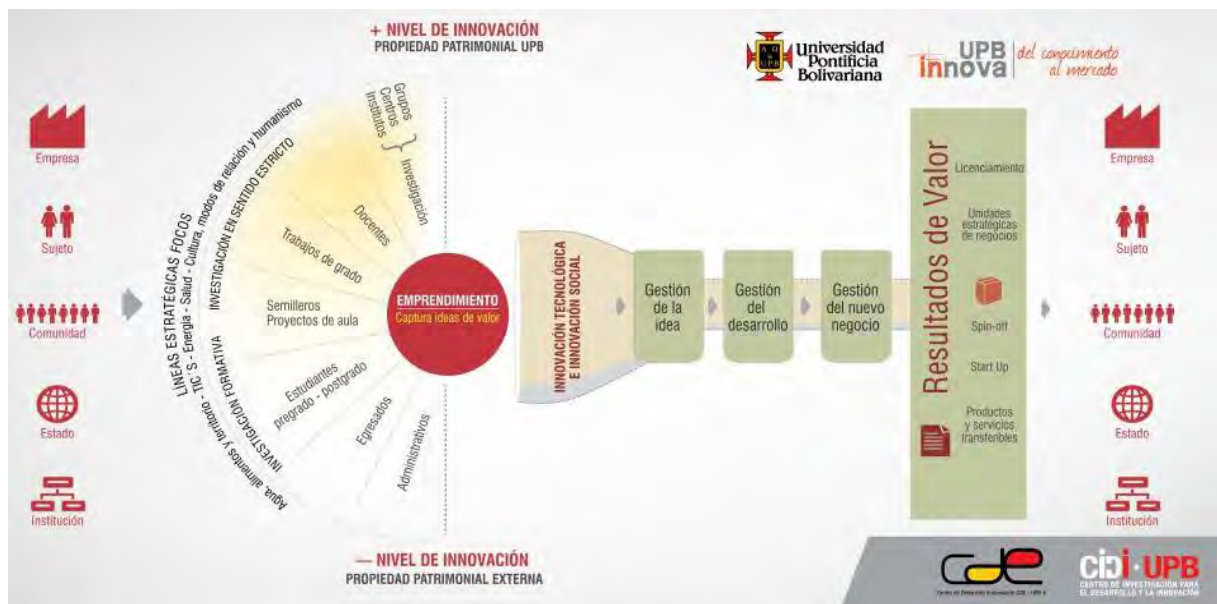 + NIVEL DE INNOVACIÓN
PROPIEDAD PATRIMONIAL UPB
Universidad
Pontificia
Bolivariana
UPB
innova
del conocimiento
al mercado
Empresa
Sujeto
Comunidad
Estado
Institución
LÍNEAS ESTRATÉGICAS FOCOS
Agua, alimentos y territorio - TIC´S - Energía - Salud - Cultura, modos de relación y humanismo
INVESTIGACIÓN EN SENTIDO ESTRICTO
INVESTIGACIÓN FORMATIVA
Grupos
Centros
Institutos
Investigación
Docentes
Trabajos de grado
Semilleros
Proyectos de aula
Estudiantes
pregrado - postgrado
Egresados
Administrativos
EMPRENDIMIENTO
Captura ideas de valor
INNOVACIÓN TECNOLÓGICA
E INNOVACIÓN SOCIAL
Gestión
de la
idea
Gestión
del
desarrollo
Gestión
del nuevo
negocio
Resultados de Valor
Licenciamiento
Unidades
estratégicas
de negocios
Spin-off
Start Up
Productos
y servicios
transferibles
Empresa
Sujeto
Comunidad
Estado
Institución
— NIVEL DE INNOVACIÓN
PROPIEDAD PATRIMONIAL EXTERNA
cde
Centro de Desarrollo
CIDI·UPB
CENTRO DE INVESTIGACIÓN PARA
EL DESARROLLO Y LA INNOVACIÓN